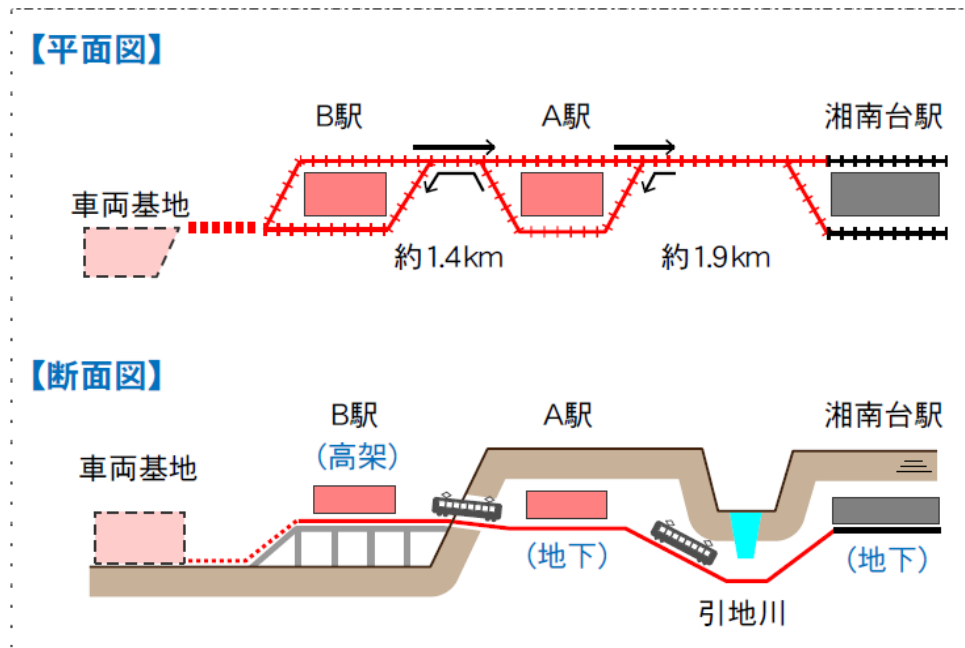 【平面図】
B駅
A駅
湘南台駅
車両基地
約1.4km
約1.9km
【断面図】
B駅
A駅
湘南台駅
(高架)
車両基地
(地下)
(地下)
引地川